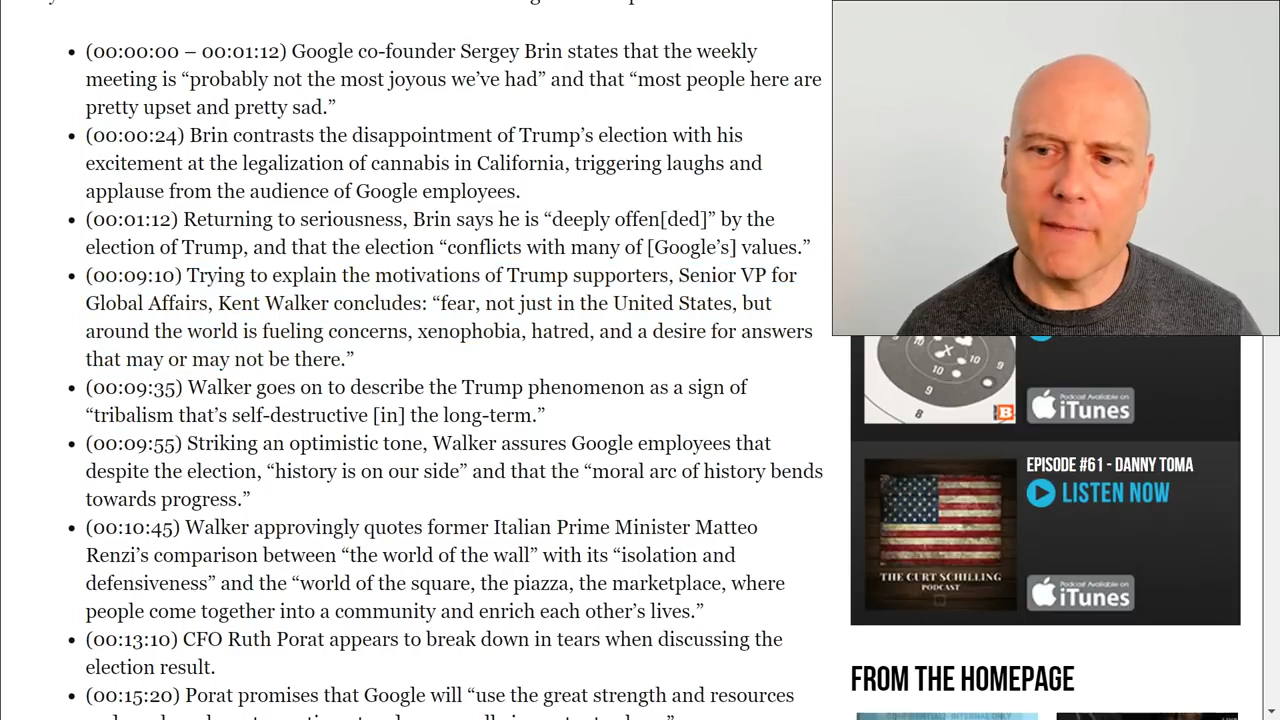 (00:00:00 – 00:01:12) Google co-founder Sergey Brin states that the weekly
meeting is “probably not the most joyous we’ve had” and that “most people here are
pretty upset and pretty sad.”
(00:00:24) Brin contrasts the disappointment of Trump’s election with his
excitement at the legalization of cannabis in California, triggering laughs and
applause from the audience of Google employees.
(00:01:12) Returning to seriousness, Brin says he is “deeply offen[ded]” by the
election of Trump, and that the election “conflicts with many of [Google’s] values.”
(00:09:10) Trying to explain the motivations of Trump supporters, Senior VP for
Global Affairs, Kent Walker concludes: “fear, not just in the United States, but
around the world is fueling concerns, xenophobia, hatred, and a desire for answers
that may or may not be there.”
(00:09:35) Walker goes on to describe the Trump phenomenon as a sign of
“tribalism that’s self-destructive [in] the long-term.”
(00:09:55) Striking an optimistic tone, Walker assures Google employees that
despite the election, “history is on our side” and that the “moral arc of history bends
towards progress.”
(00:10:45) Walker approvingly quotes former Italian Prime Minister Matteo
Renzi’s comparison between “the world of the wall” with its “isolation and
defensiveness” and the “world of the square, the piazza, the marketplace, where
people come together into a community and enrich each other’s lives.”
(00:13:10) CFO Ruth Porat appears to break down in tears when discussing the
election result.
(00:15:20) Porat promises that Google will “use the great strength and resources
10
10
10
9
9
8
B
Podcast Available on
iTunes
EPISODE #61 - DANNY TOMA
LISTEN NOW
THE CURT SCHILLING
PODCAST
Podcast Available on
iTunes
FROM THE HOMEPAGE